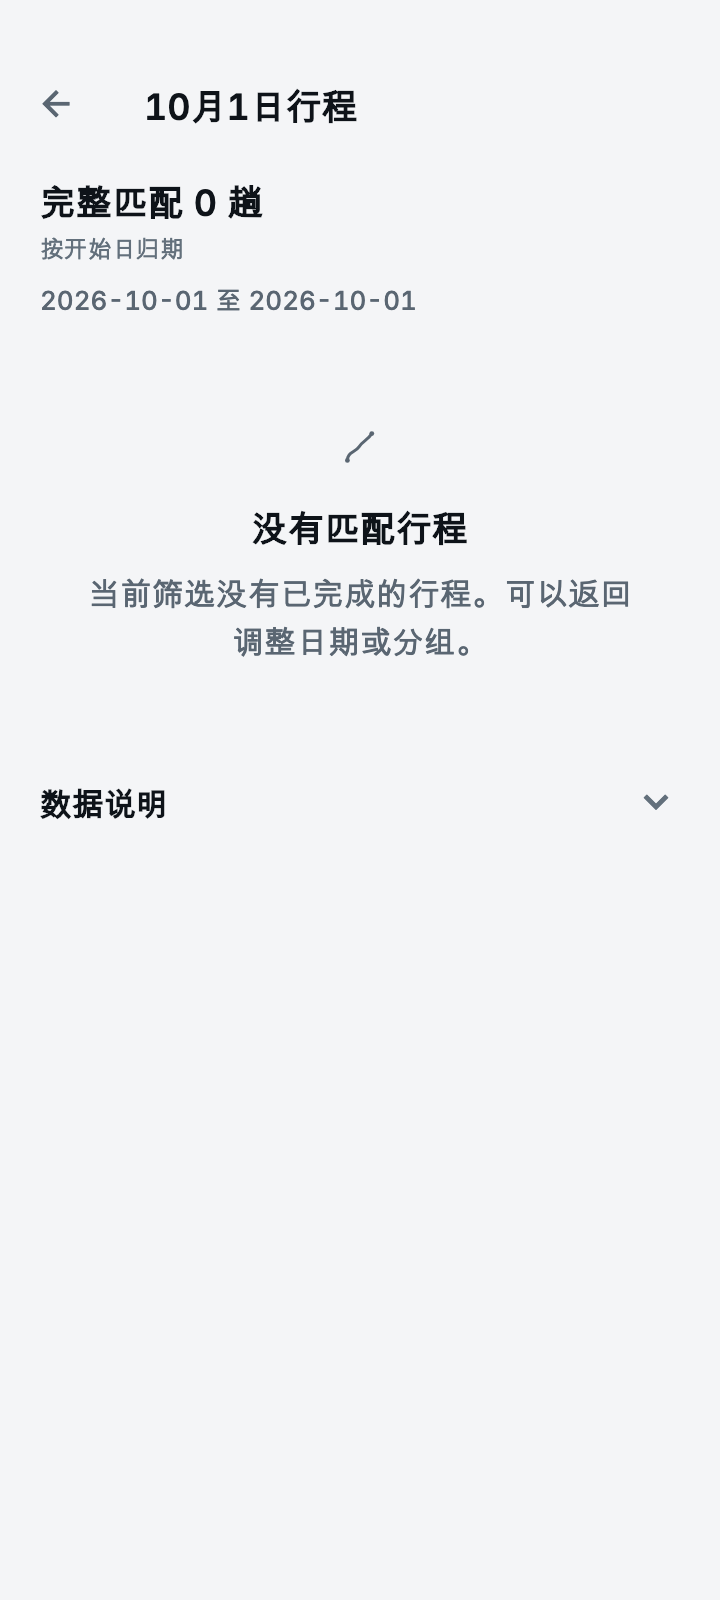 10月1日行程
完整匹配 0 趟
按开始日归期
2026-10-01 至 2026-10-01
没有匹配行程
当前筛选没有已完成的行程。可以返回
调整日期或分组。
数据说明